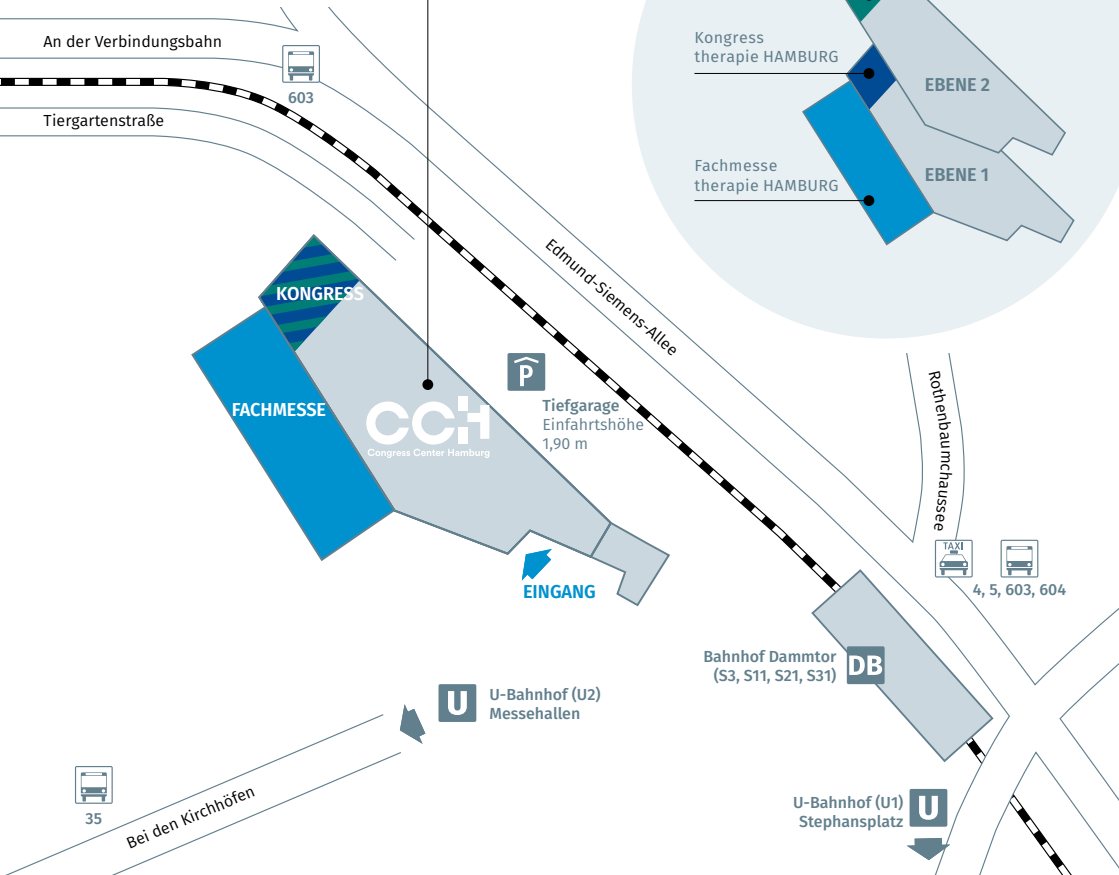 An der Verbindungsbahn
603
Tiergartenstraße
Kongress
therapie HAMBURG
EBENE 2
Fachmesse
therapie HAMBURG
EBENE 1
Edmund-Siemens-Allee
KONGRESS
FACHMESSE
CCH
Congress Center Hamburg
P
Tiefgarage
Einfahrtshöhe
1,90 m
Rothenbaumchaussee
EINGANG
TAXI
4, 5, 603, 604
Bahnhof Dammtor
(S3, S11, S21, S31)
DB
U
U-Bahnhof (U2)
Messehallen
35
Bei den Kirchhöfen
U-Bahnhof (U1)
Stephansplatz
U